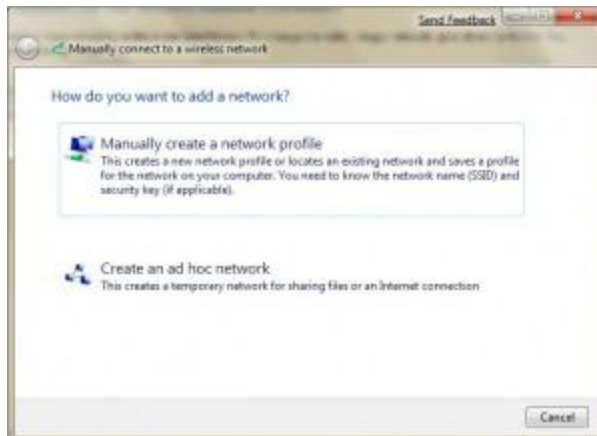 Send Feedback
Manually connect to a wireless network
How do you want to add a network?
Manually create a network profile
This creates a new network profile or locates an existing network and saves a profile
for the network on your computer. You need to know the network name (SSID) and
security key (if applicable).
Create an ad hoc network
This creates a temporary network for sharing files or an Internet connection
Cancel